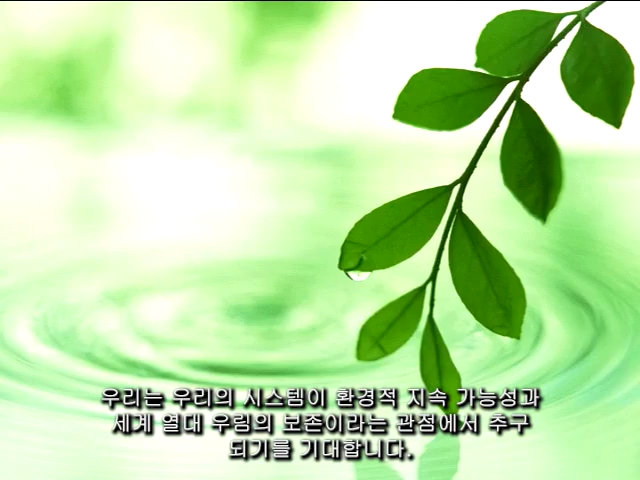 우리는 우리의 시스템이 환경적 지속 가능성과
세계 열대 우림의 보존이라는 관점에서 추구
되기를 기대합니다.